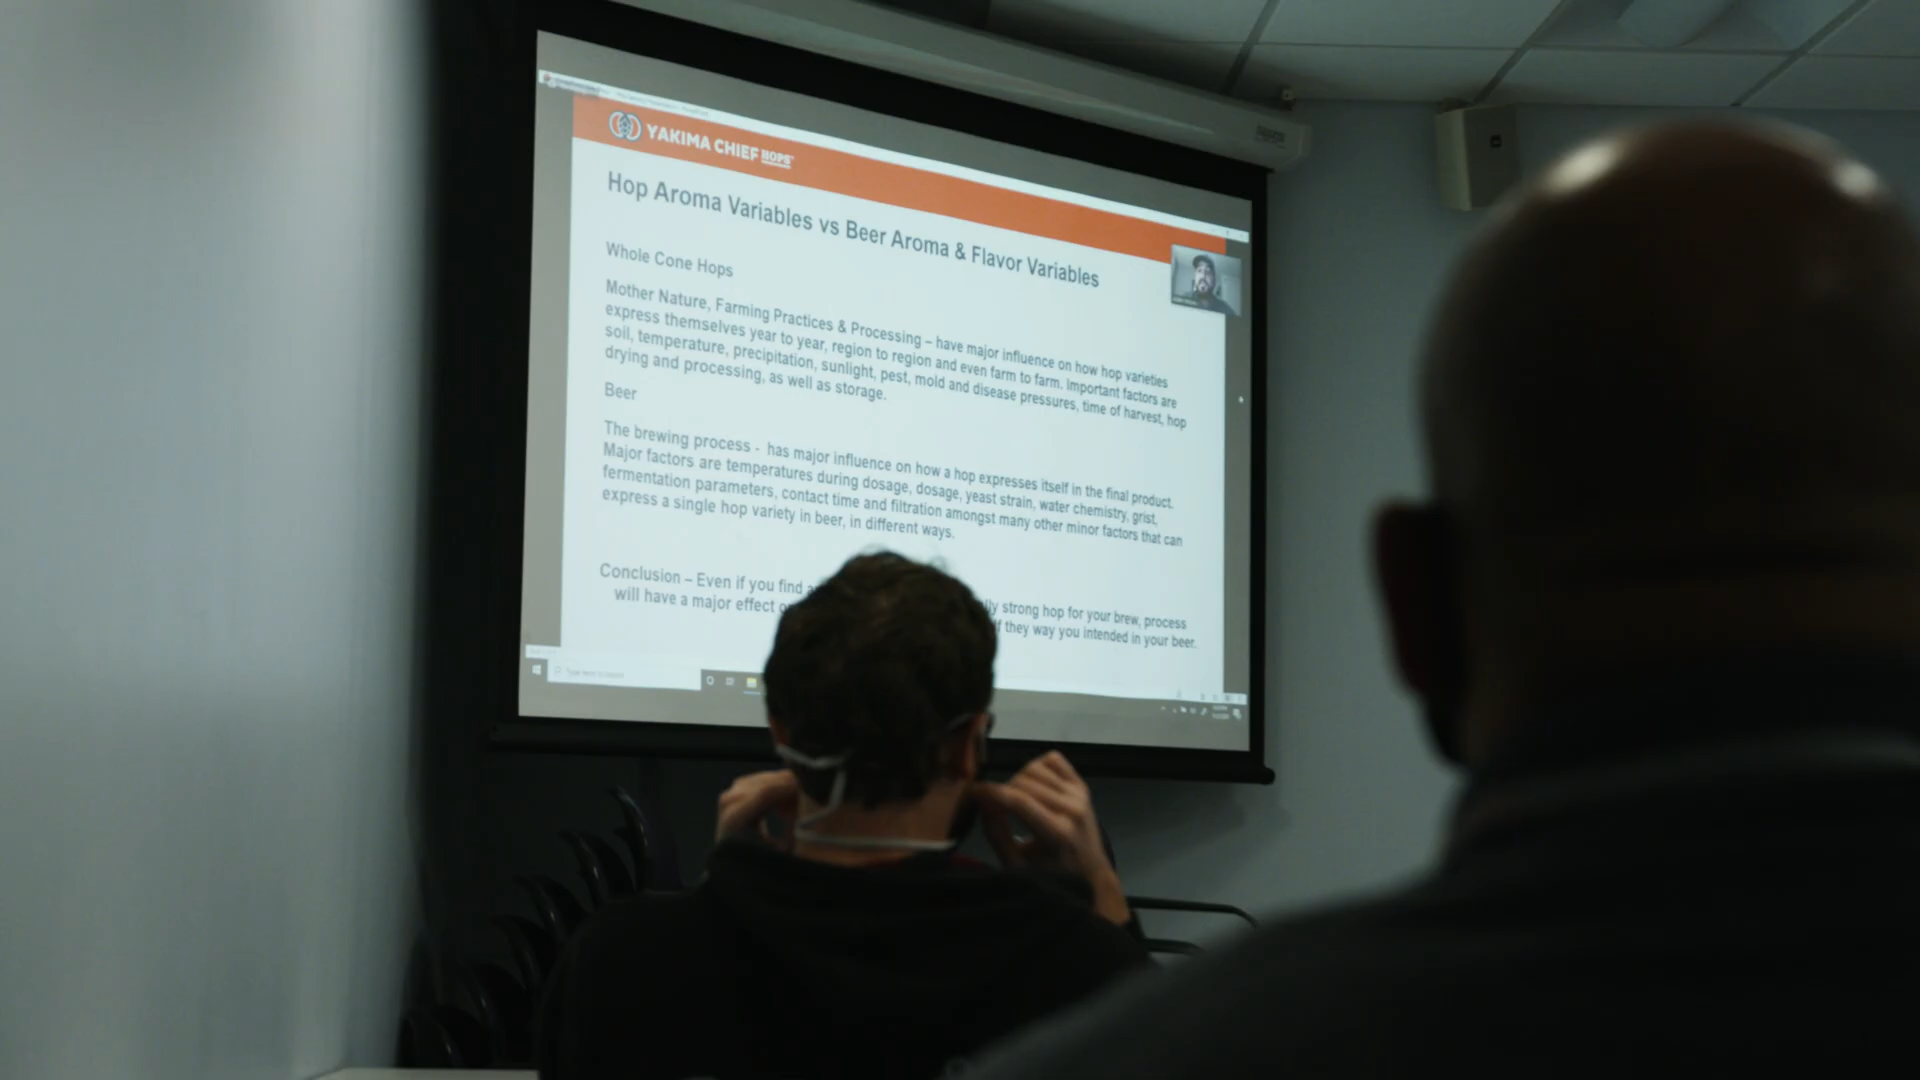 YAKIMA CHIEF HOPS
Hop Aroma Variables vs Beer Aroma & Flavor Variables
Whole Cone Hops
Mother Nature, Farming Practices & Processing – have major influence on how hop varieties
express themselves year to year, region to region and even farm to farm. Important factors are
soil, temperature, precipitation, sunlight, pest, mold and disease pressures, time of harvest, hop
drying and processing, as well as storage.
Beer
The brewing process - has major influence on how a hop expresses itself in the final product.
Major factors are temperatures during dosage, dosage, yeast strain, water chemistry, grist,
fermentation parameters, contact time and filtration amongst many other minor factors that can
express a single hop variety in beer, in different ways.
Conclusion – Even if you find strong hop for your brew, process
will have a major effect they way you intended in your beer.
Type here to search